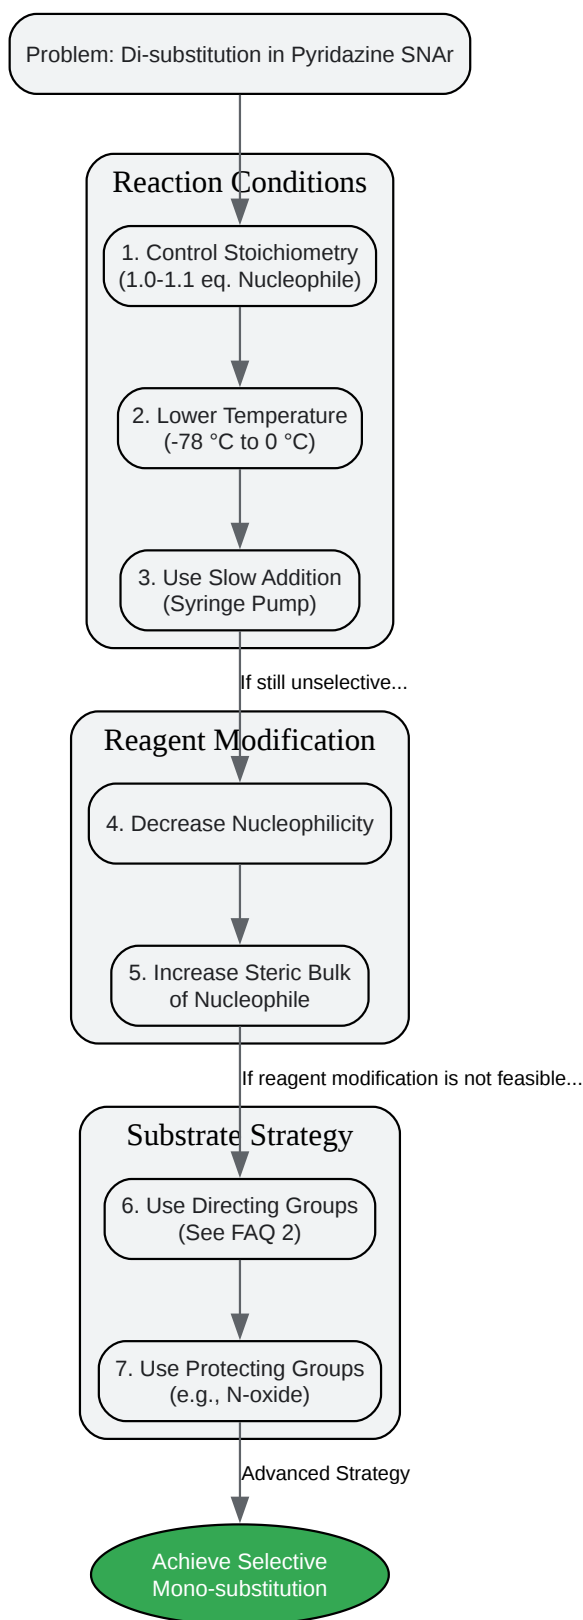 Problem: Di-substitution in Pyridazine SNAr
Reaction Conditions
1. Control Stoichiometry
(1.0-1.1 eq. Nucleophile)
2. Lower Temperature
(-78 °C to 0 °C)
3. Use Slow Addition
(Syringe Pump)
If still unselective...
Reagent Modification
4. Decrease Nucleophilicity
5. Increase Steric Bulk
of Nucleophile
If reagent modification is not feasible...
Substrate Strategy
6. Use Directing Groups
(See FAQ 2)
7. Use Protecting Groups
(e.g., N-oxide)
Advanced Strategy
Achieve Selective
Mono-substitution